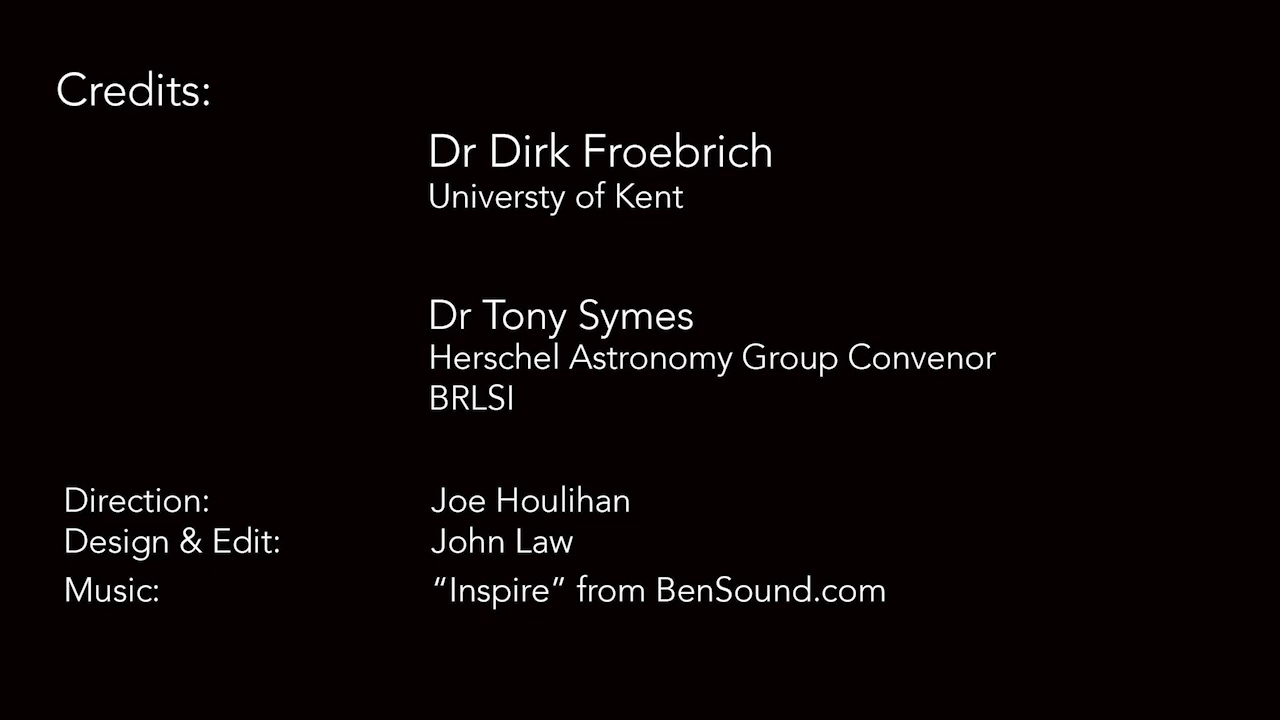 Credits:
Dr Dirk Froebrich
Universty of Kent
Dr Tony Symes
Herschel Astronomy Group Convenor
BRLSI
Direction: Joe Houlihan
Design & Edit: John Law
Music: “Inspire” from BenSound.com